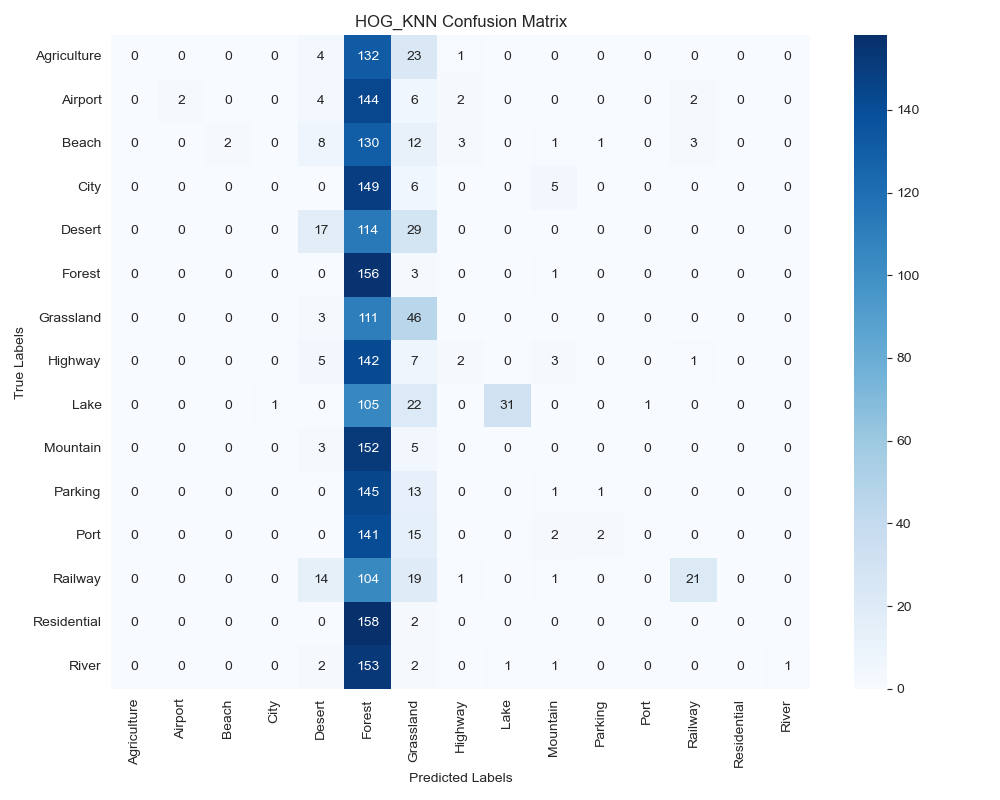 HOG_KNN Confusion Matrix
Agriculture 0 0 0 0 4 132 23 1 0 0 0 0 0 0 0
Airport 0 2 0 0 4 144 6 2 0 0 0 0 2 0 0
Beach 0 0 2 0 8 130 12 3 0 1 1 0 3 0 0
City 0 0 0 0 0 149 6 0 0 5 0 0 0 0 0
Desert 0 0 0 0 17 114 29 0 0 0 0 0 0 0 0
Forest 0 0 0 0 0 156 3 0 0 1 0 0 0 0 0
Grassland 0 0 0 0 3 111 46 0 0 0 0 0 0 0 0
Highway 0 0 0 0 5 142 7 2 0 3 0 0 1 0 0
Lake 0 0 0 1 0 105 22 0 31 0 0 1 0 0 0
Mountain 0 0 0 0 3 152 5 0 0 0 0 0 0 0 0
Parking 0 0 0 0 0 145 13 0 0 1 1 0 0 0 0
Port 0 0 0 0 0 141 15 0 0 2 2 0 0 0 0
Railway 0 0 0 0 14 104 19 1 0 1 0 0 21 0 0
Residential 0 0 0 0 0 158 2 0 0 0 0 0 0 0 0
River 0 0 0 0 2 153 2 0 1 1 0 0 0 0 1
True Labels
Agriculture Airport Beach City Desert Forest Grassland Highway Lake Mountain Parking Port Railway Residential River
Predicted Labels
140
120
100
80
60
40
20
0